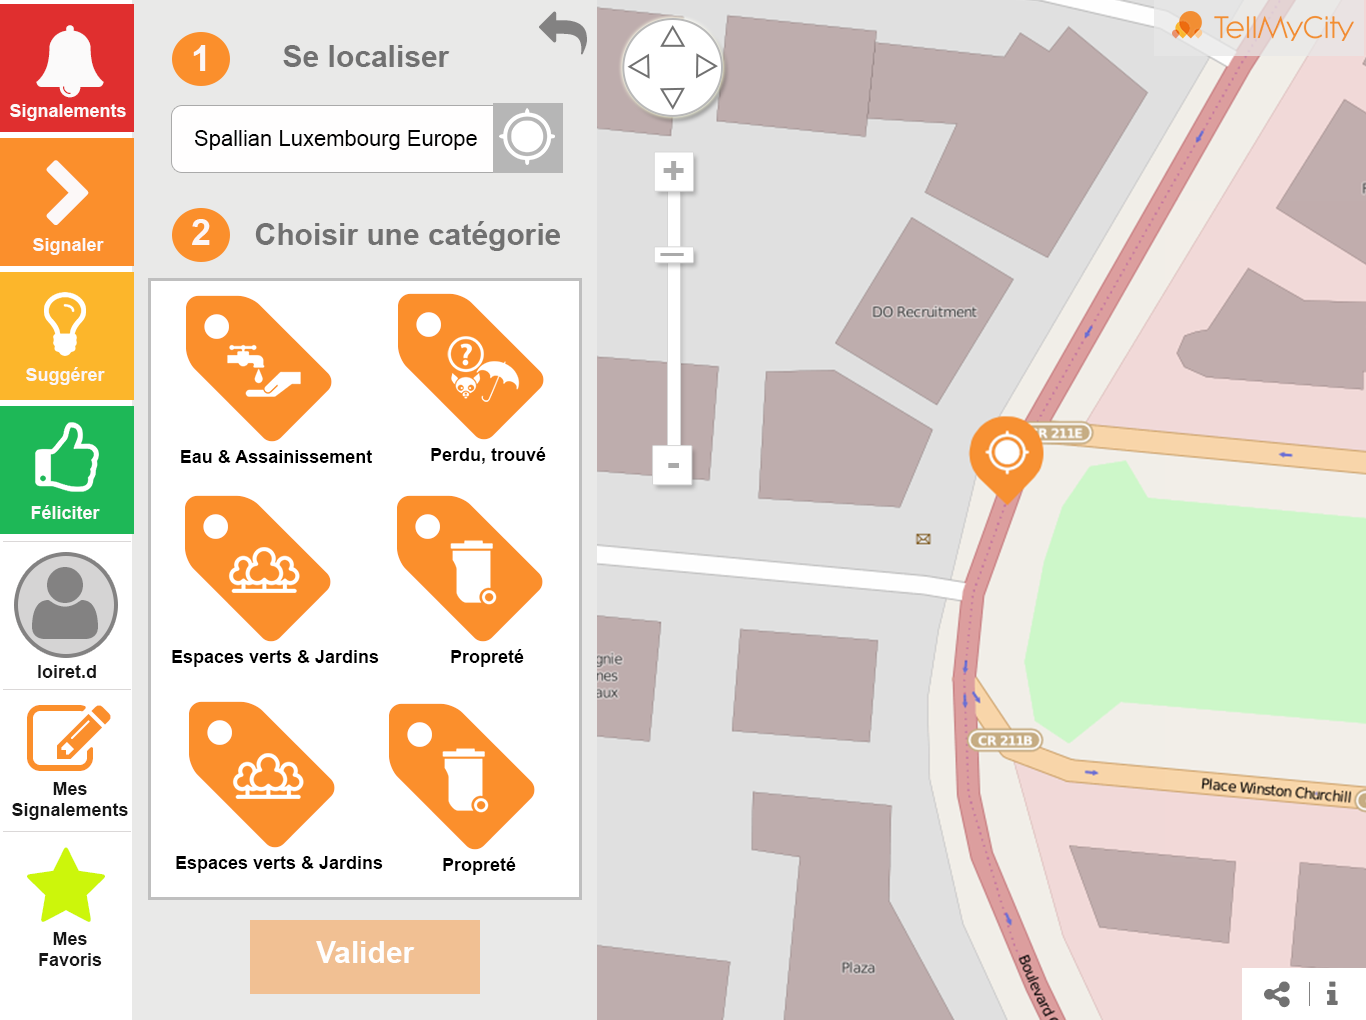 Signalements
Signaler
Suggérer
Féliciter
loiret.d
Mes
Signalements
Mes
Favoris
1 Se localiser
Spallian Luxembourg Europe
2 Choisir une catégorie
?
Eau & Assainissement
Perdu, trouvé
Espaces verts & Jardins
Propreté
Espaces verts & Jardins
Propreté
Valider
TellMyCity
+
-
DO Recruitment
R 211E
gnie
nes
aux
CR 211B
Place Winston Churchill
Plaza
Boulevard
i